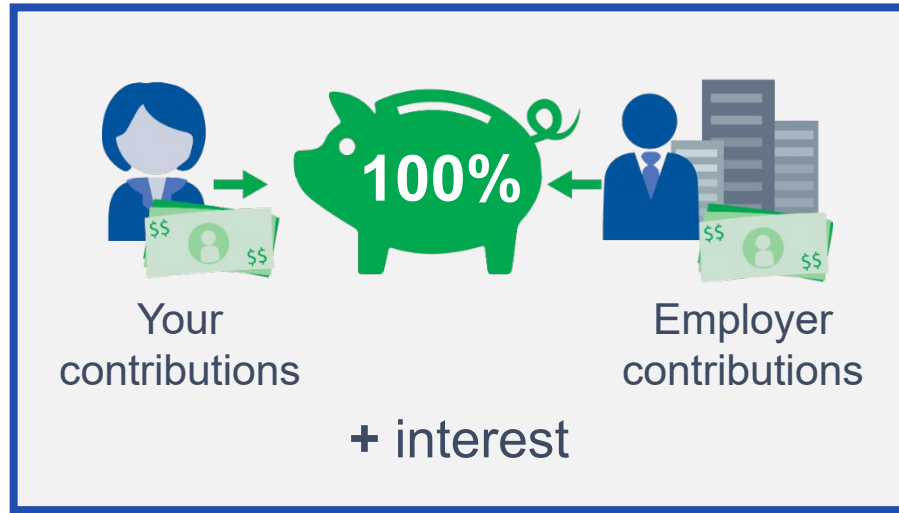 100%
$$
$$
$$
$$
Your
contributions
Employer
contributions
+ interest